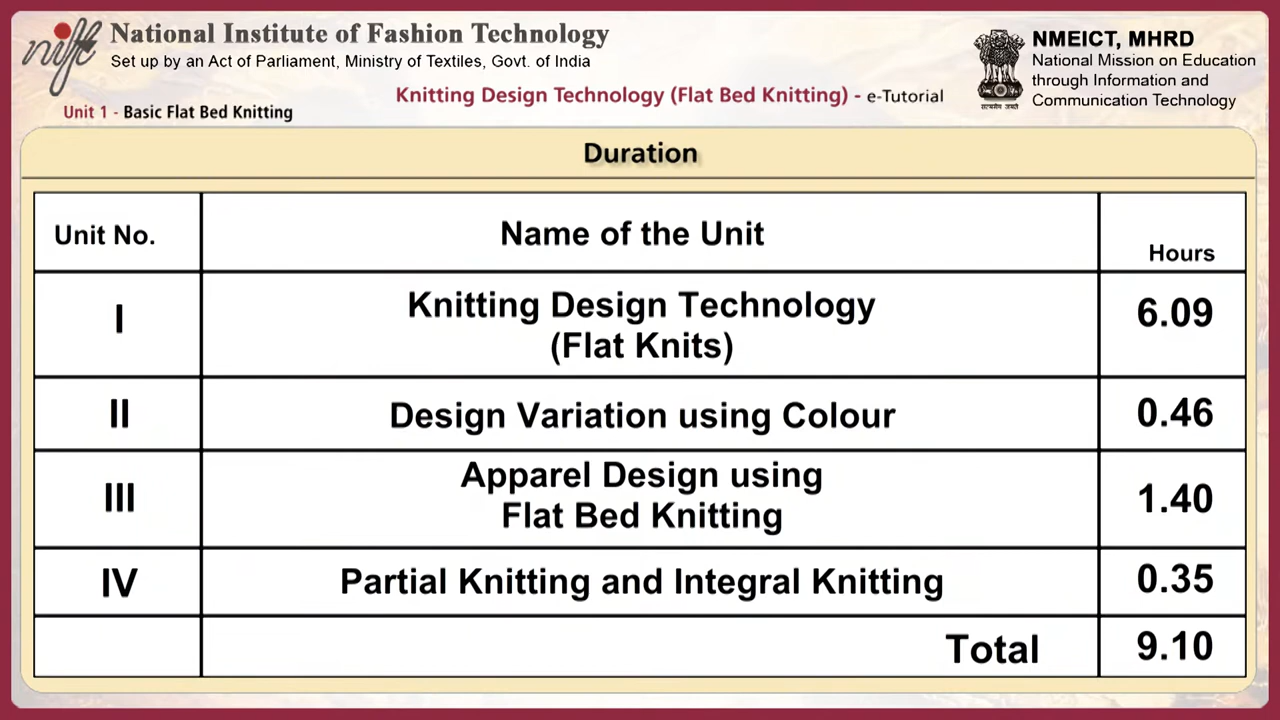 nift
National Institute of Fashion Technology
Set up by an Act of Parliament, Ministry of Textiles, Govt. of India
Knitting Design Technology (Flat Bed Knitting) - e-Tutorial
Unit 1 - Basic Flat Bed Knitting
सत्यमेव जयते
NMEICT, MHRD
National Mission on Education
through Information and
Communication Technology
Duration
Unit No. Name of the Unit Hours
I Knitting Design Technology
(Flat Knits) 6.09
II Design Variation using Colour 0.46
III Apparel Design using
Flat Bed Knitting 1.40
IV Partial Knitting and Integral Knitting 0.35
Total 9.10